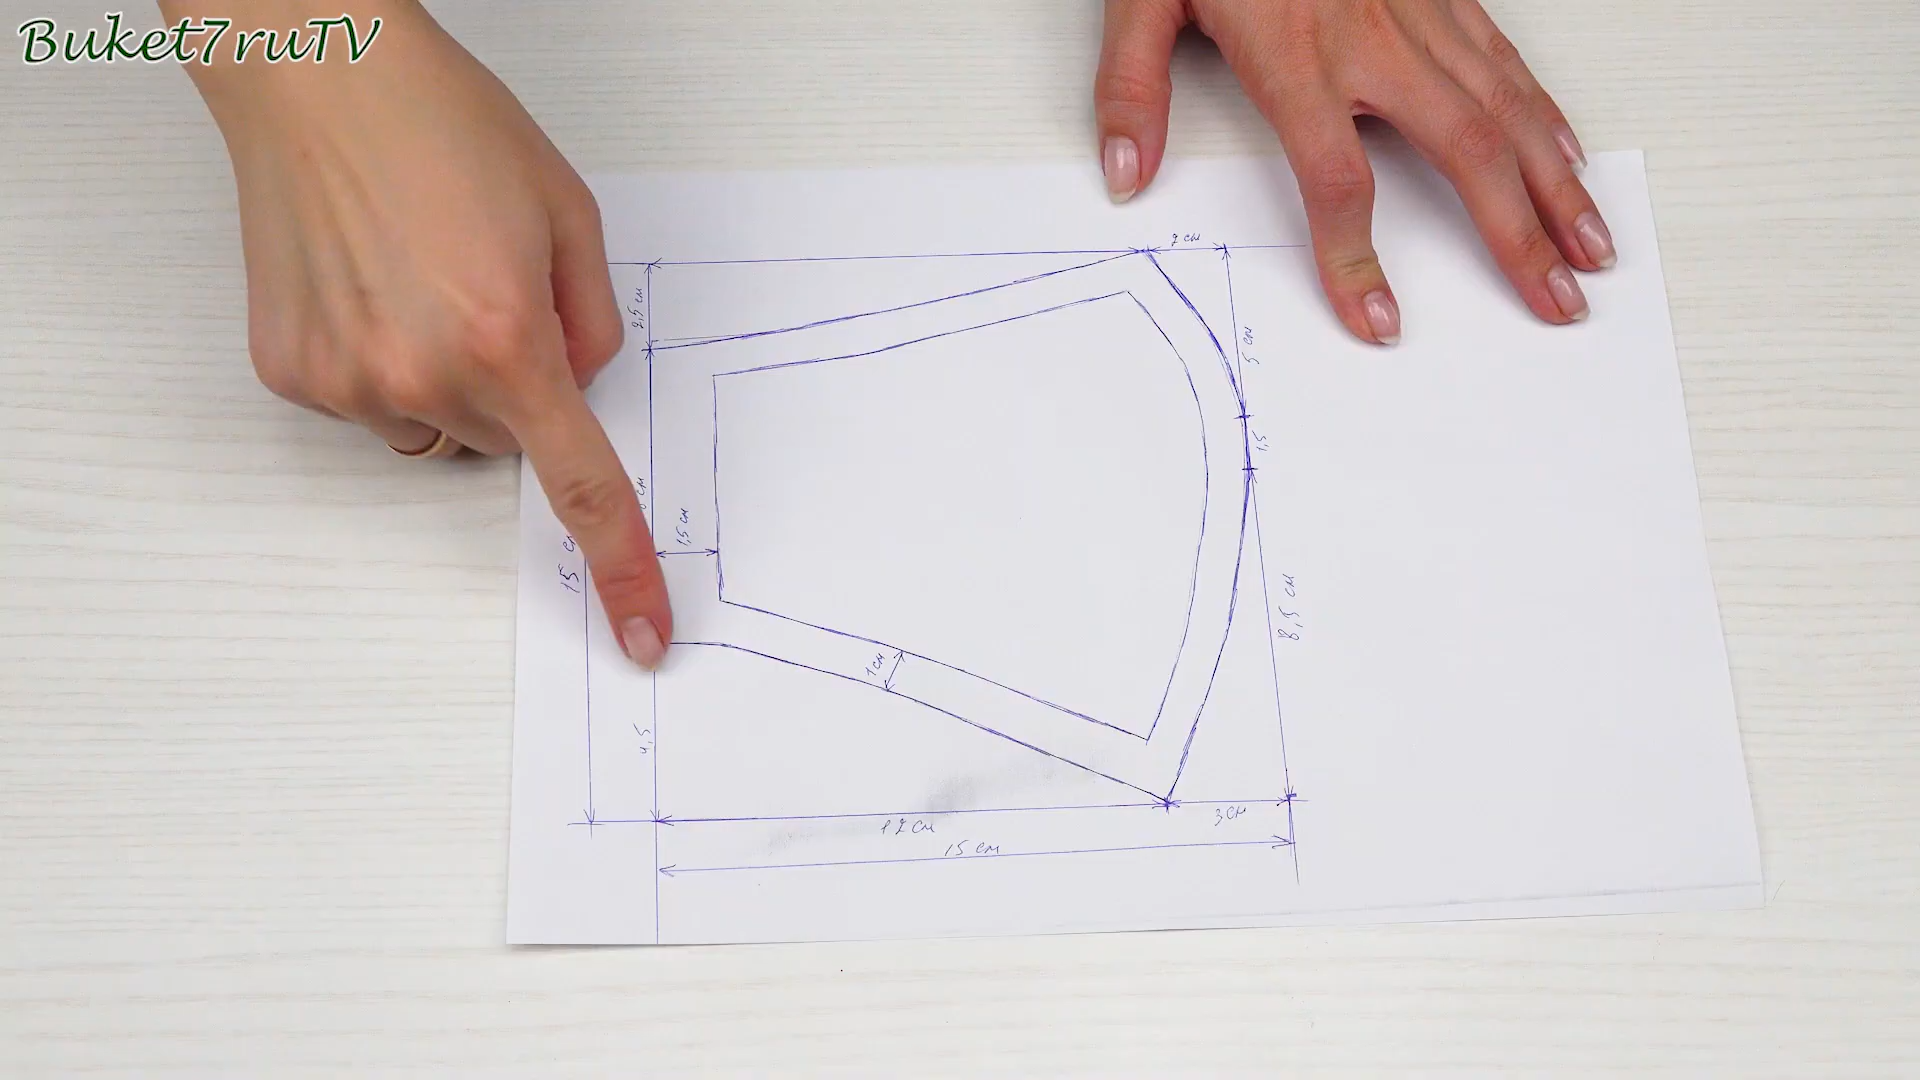 Buket7ruTV
2 см
2,5 см
5 см
1,5
1,5 см
15 см
8,5 см
1 см
4,5
12 см
3 см
15 см